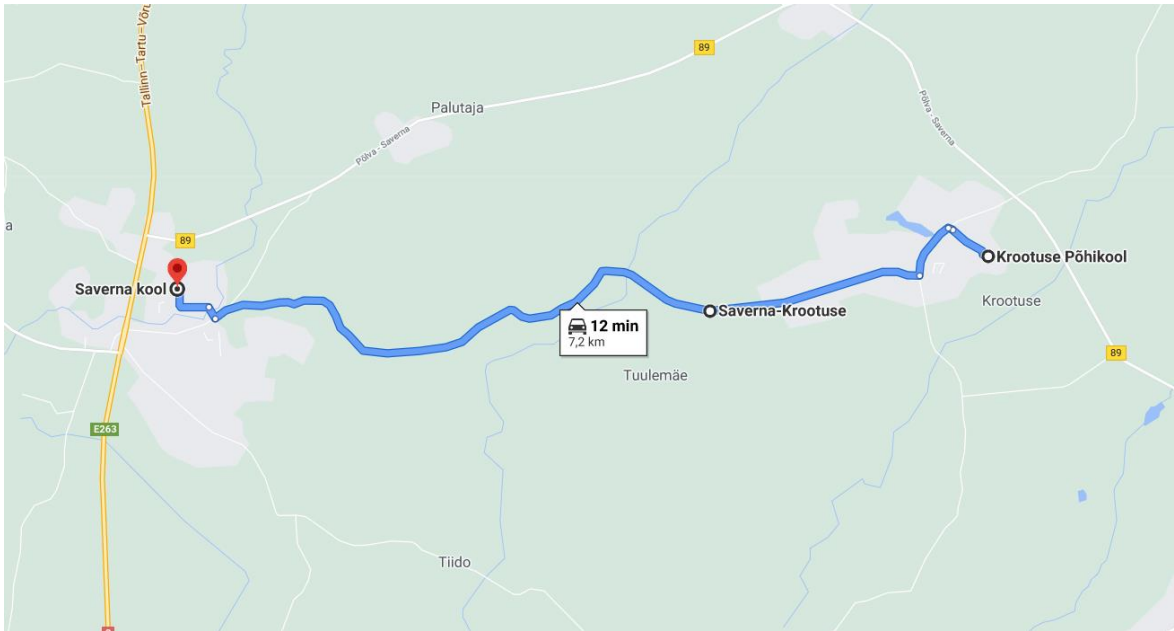 Tallinn-Tartu-Võru
89
Palutaja
Põlva - Saverna
Põlva - Saverna
a
89
Saverna kool
Krootuse Põhikool
Krootuse
Saverna-Krootuse
12 min
7,2 km
Tuulemäe
89
E263
Tiido